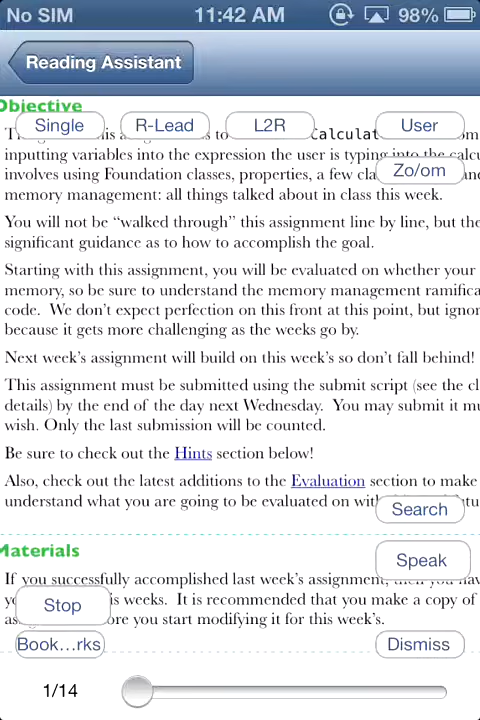 No SIM 11:42 AM 98%
Reading Assistant
Objective
Single R-Lead L2R User
is to Calculat om
inputting variables into the expression the user is typing into the calcu
Zo/om
involves using Foundation classes, properties, a few cla and
memory management: all things talked about in class this week.
You will not be “walked through” this assignment line by line, but the
significant guidance as to how to accomplish the goal.
Starting with this assignment, you will be evaluated on whether your
memory, so be sure to understand the memory management ramifica
code. We don’t expect perfection on this front at this point, but ignor
because it gets more challenging as the weeks go by.
Next week’s assignment will build on this week’s so don’t fall behind!
This assignment must be submitted using the submit script (see the cl
details) by the end of the day next Wednesday. You may submit it mu
wish. Only the last submission will be counted.
Be sure to check out the Hints section below!
Also, check out the latest additions to the Evaluation section to make
understand what you are going to be evaluated on with
Search
Materials
Speak
If you successfully accomplished last week’s assignment, then you hav
Stop
is weeks. It is recommended that you make a copy of
ore you start modifying it for this week’s.
Book...rks Dismiss
1/14